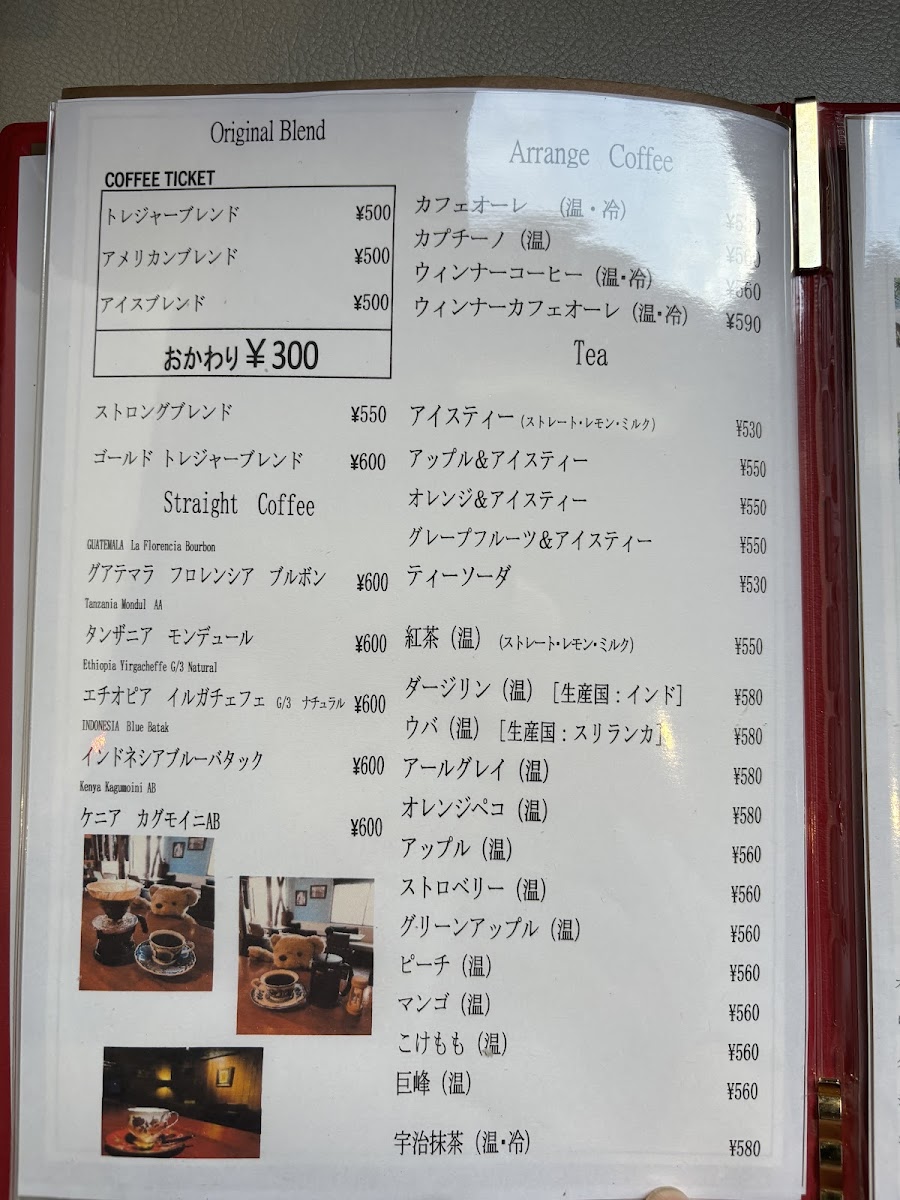 Original Blend
COFFEE TICKET
トレジャーブレンド ¥500
アメリカンブレンド ¥500
アイスブレンド ¥500
おかわり¥300
ストロングブレンド ¥550
ゴールド トレジャーブレンド ¥600
Straight Coffee
GUATEMALA La Florencia Bourbon
グアテマラ フロレンシア ブルボン ¥600
Tanzania Mondul AA
タンザニア モンデュール ¥600
Ethiopia Yirgacheffe G/3 Natural
エチオピア イルガチェフェ G/3 ナチュラル ¥600
INDONESIA Blue Batak
インドネシアブルーバタック ¥600
Kenya Kagumoini AB
ケニア カグモイニAB ¥600
Arrange Coffee
カフェオーレ (温・冷)
カプチーノ (温)
ウィンナーコーヒー (温・冷)
ウィンナーカフェオーレ (温・冷) ¥590
Tea
アイスティー (ストレート・レモン・ミルク) ¥530
アップル&アイスティー ¥550
オレンジ&アイスティー ¥550
グレープフルーツ&アイスティー ¥550
ティーソーダ ¥530
紅茶 (温) (ストレート・レモン・ミルク) ¥550
ダージリン (温) [生産国:インド] ¥580
ウバ (温) [生産国:スリランカ] ¥580
アールグレイ (温) ¥580
オレンジペコ (温) ¥580
アップル (温) ¥560
ストロベリー (温) ¥560
グリーンアップル (温) ¥560
ピーチ (温) ¥560
マンゴ (温) ¥560
こけもも (温) ¥560
巨峰 (温) ¥560
宇治抹茶 (温・冷) ¥580